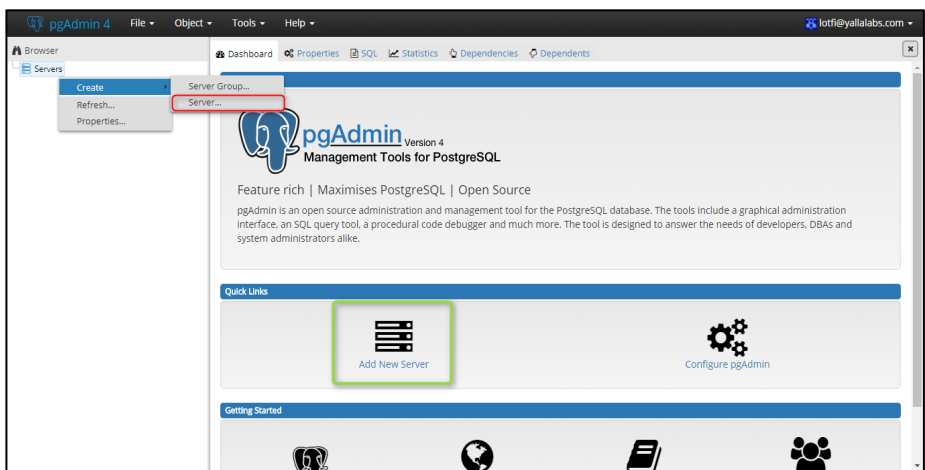 pgAdmin 4 File Object Tools Help lotfi@yallalabs.com
Browser
Servers
Create
Refresh...
Properties...
Server Group...
Server...
Dashboard Properties SQL Statistics Dependencies Dependents
pgAdmin Version 4
Management Tools for PostgreSQL
Feature rich | Maximises PostgreSQL | Open Source
pgAdmin is an open source administration and management tool for the PostgreSQL database. The tools include a graphical administration
interface, an SQL query tool, a procedural code debugger and much more. The tool is designed to answer the needs of developers, DBAs and
system administrators alike.
Quick Links
Add New Server
Configure pgAdmin
Getting Started